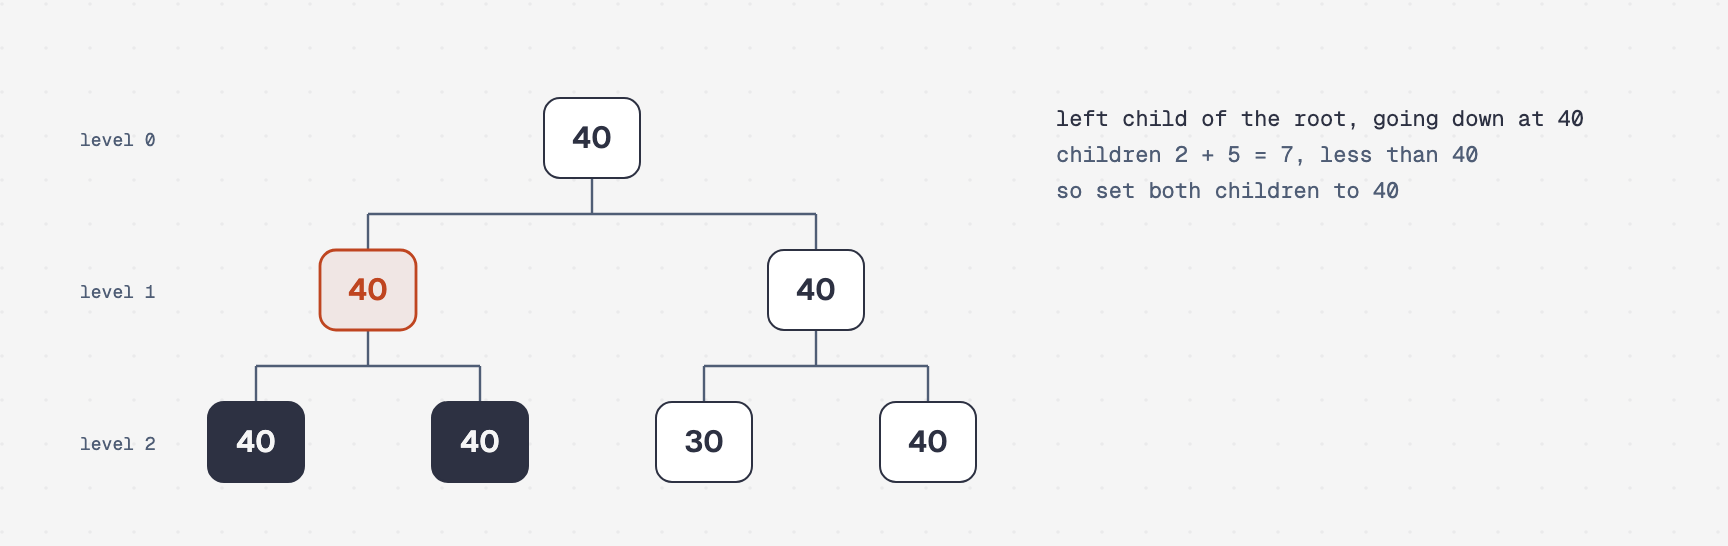 level 0
40
left child of the root, going down at 40
children 2 + 5 = 7, less than 40
so set both children to 40
level 1
40
40
level 2
40
40
30
40